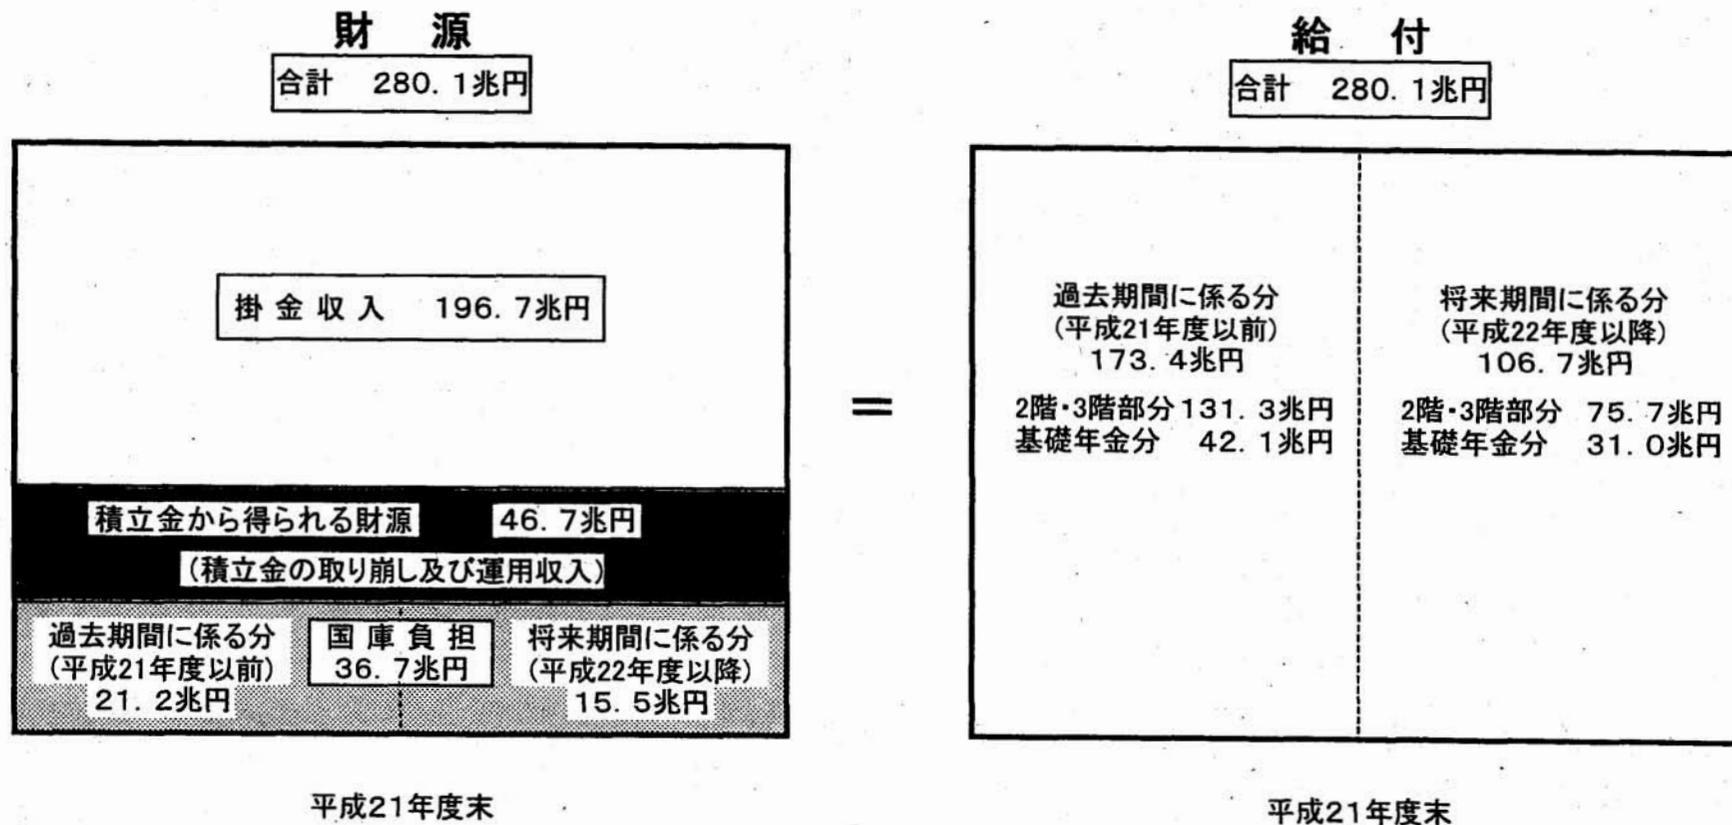 財 源
合計 280.1兆円
掛金収入 196.7兆円
積立金から得られる財源 46.7兆円
(積立金の取り崩し及び運用収入)
過去期間に係る分
(平成21年度以前)
21.2兆円
国庫負担
36.7兆円
将来期間に係る分
(平成22年度以降)
15.5兆円
平成21年度末
=
給 付
合計 280.1兆円
過去期間に係る分
(平成21年度以前)
173.4兆円
2階・3階部分 131.3兆円
基礎年金分 42.1兆円
将来期間に係る分
(平成22年度以降)
106.7兆円
2階・3階部分 75.7兆円
基礎年金分 31.0兆円
平成21年度末